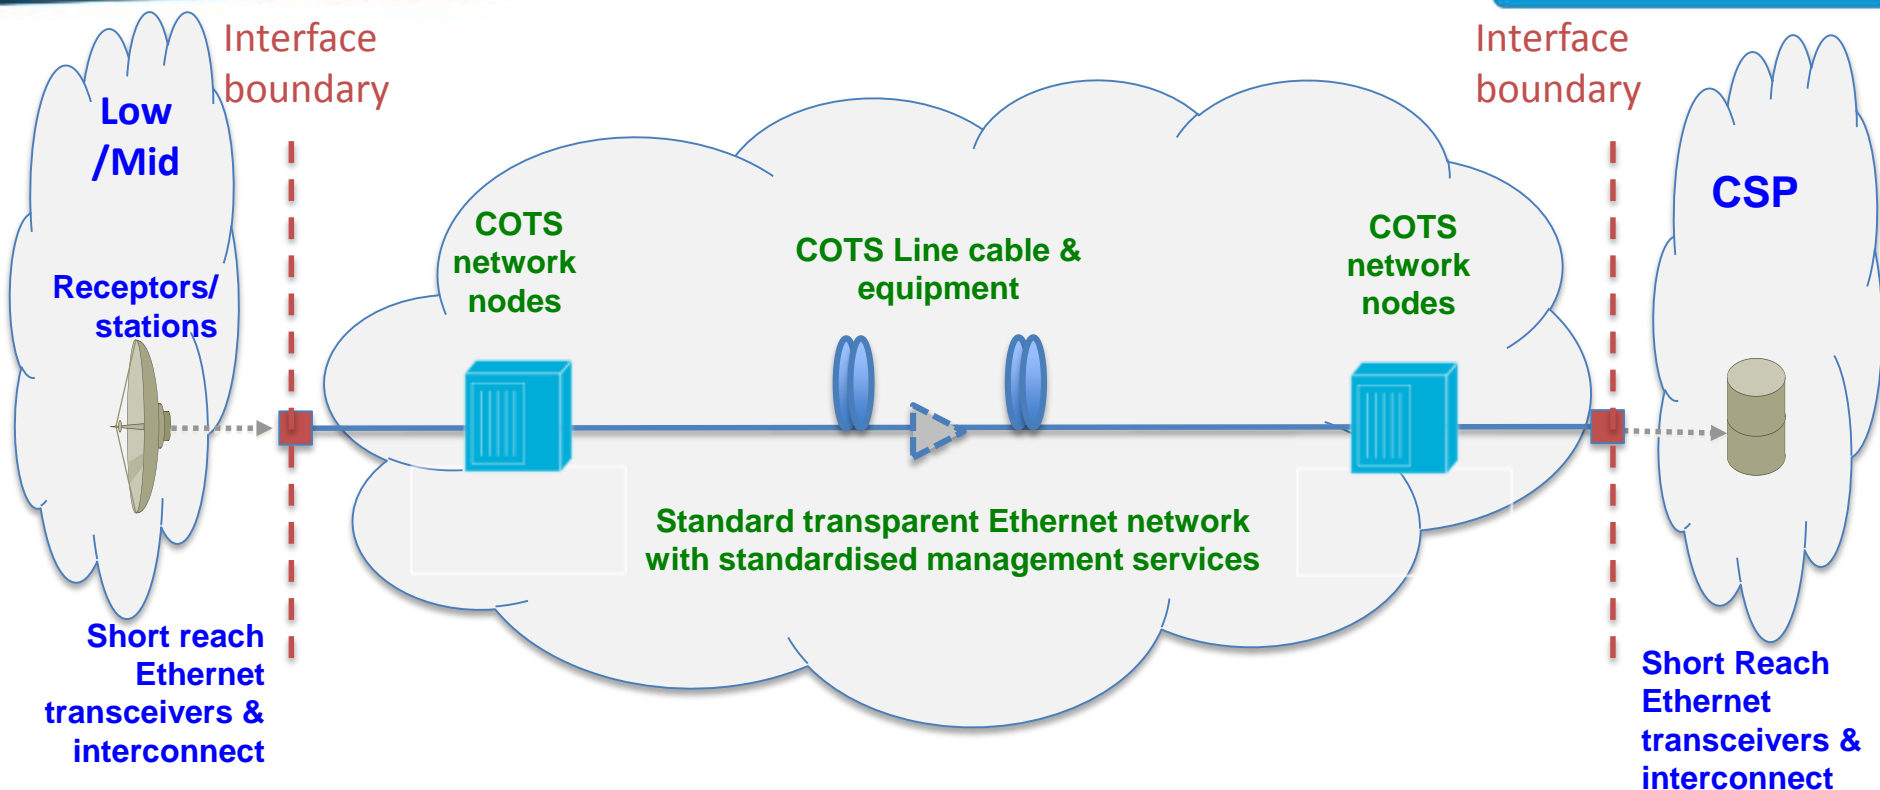 Interface
boundary
Interface
boundary
Low
/Mid
CSP
COTS
network
nodes
COTS Line cable &
equipment
COTS
network
nodes
Receptors/
stations
Standard transparent Ethernet network
with standardised management services
Short reach
Ethernet
transceivers &
interconnect
Short Reach
Ethernet
transceivers &
interconnect